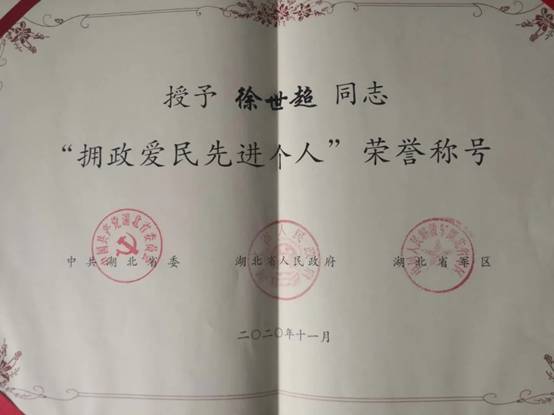 授予 徐世超 同志
“拥政爱民先进个人”荣誉称号
中共湖北省委 湖北省人民政府 湖北省军区
二〇二〇年十一月